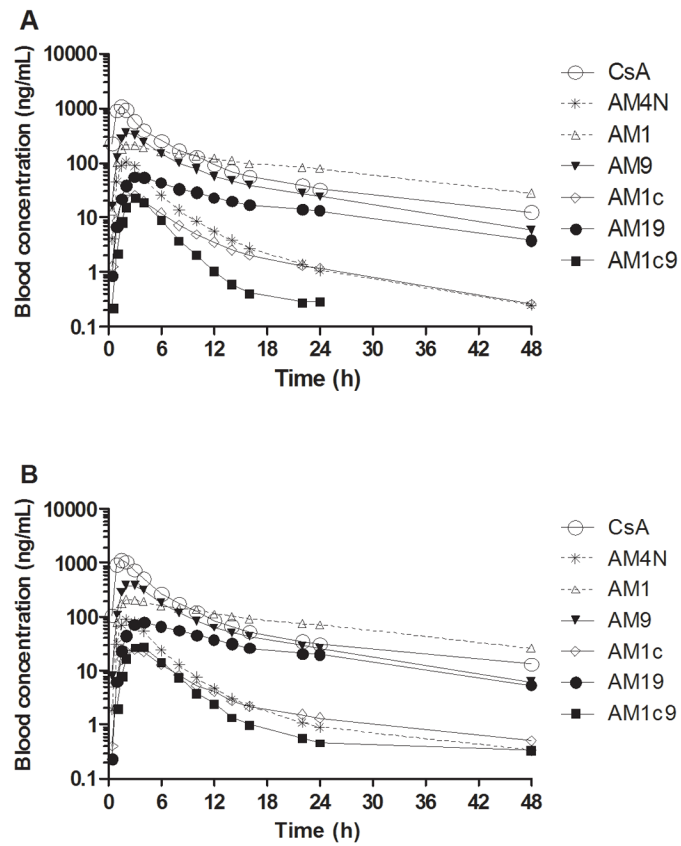 A
Blood concentration (ng/mL)
10000
1000
100
10
1
0.1
0 6 12 18 24 30 36 42 48
Time (h)
CsA
AM4N
AM1
AM9
AM1c
AM19
AM1c9
B
Blood concentration (ng/mL)
10000
1000
100
10
1
0.1
0 6 12 18 24 30 36 42 48
Time (h)
CsA
AM4N
AM1
AM9
AM1c
AM19
AM1c9